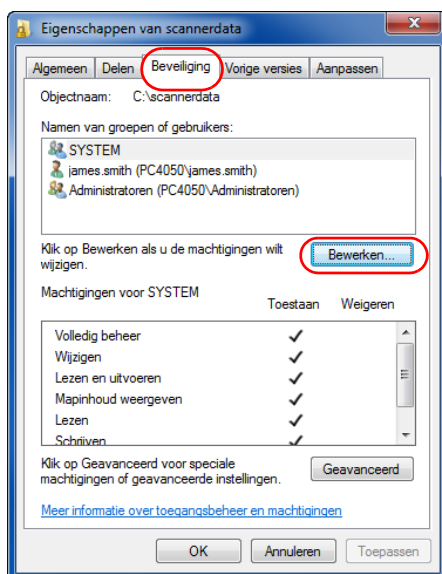 Eigenschappen van scannerdata
Algemeen Delen Beveiliging Vorige versies Aanpassen
Objectnaam: C:\scannerdata
Namen van groepen of gebruikers:
SYSTEM
james.smith (PC4050\james.smith)
Administratoren (PC4050\Administratoren)
Klik op Bewerken als u de machtigingen wilt
wijzigen.
Bewerken...
Machtigingen voor SYSTEM
Toestaan Weigeren
Volledig beheer
Wijzigen
Lezen en uitvoeren
Mapinhoud weergeven
Lezen
Schrijven
Klik op Geavanceerd voor speciale
machtigingen of geavanceerde instellingen.
Geavanceerd
Meer informatie over toegangsbeheer en machtigingen
OK Annuleren Toepassen